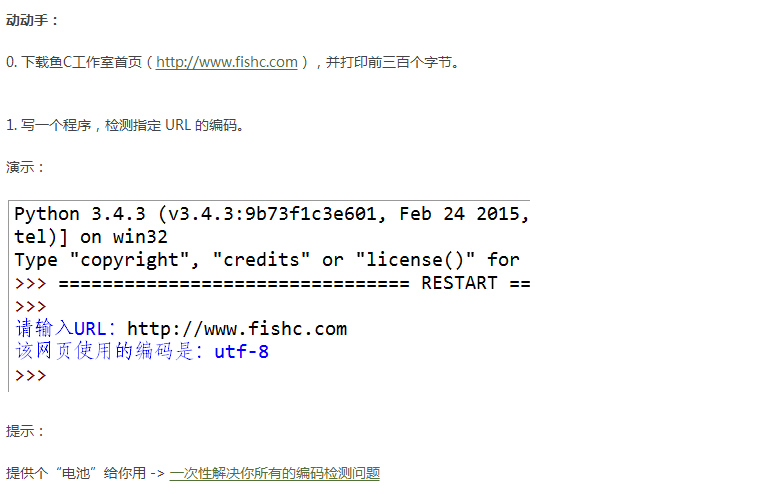 动动手：
0. 下载鱼C工作室首页（http://www.fishc.com），并打印前三百个字节。
1. 写一个程序，检测指定 URL 的编码。
演示：
Python 3.4.3 (v3.4.3:9b73f1c3e601, Feb 24 2015,
tel)] on win32
Type "copyright", "credits" or "license()" for
>>> ================================ RESTART ==
>>>
请输入URL：http://www.fishc.com
该网页使用的编码是：utf-8
>>>
提示：
提供个“电池”给你用 -> 一次性解决你所有的编码检测问题